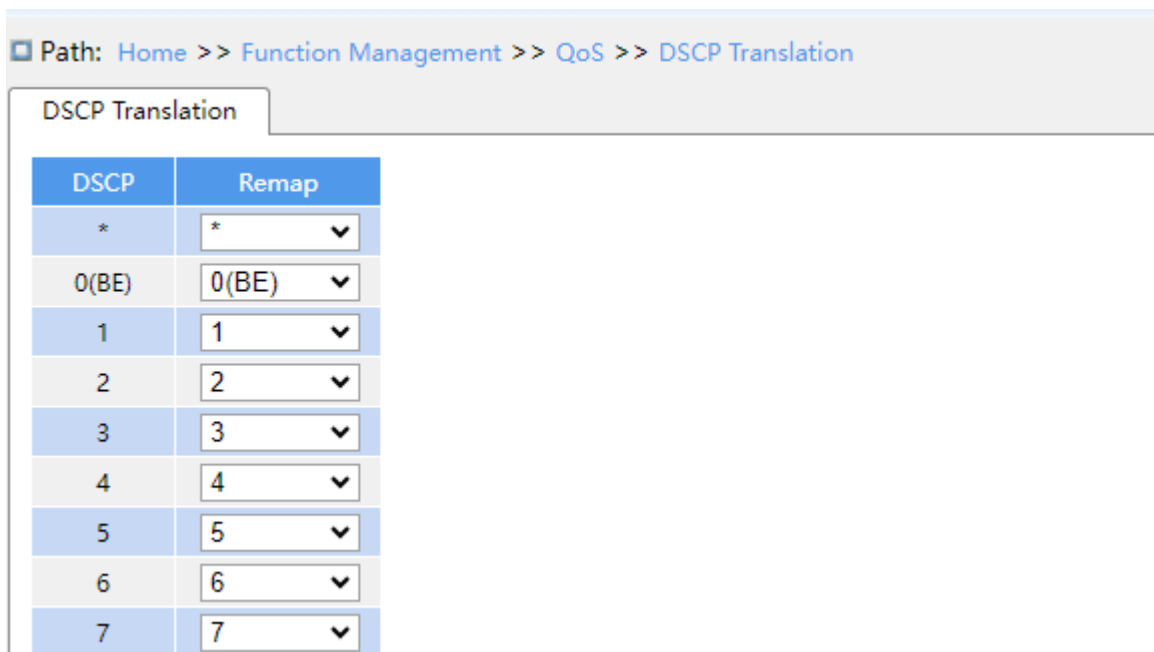 Path: Home >> Function Management >> QoS >> DSCP Translation
DSCP Translation
DSCP Remap
* *
0(BE) 0(BE)
1 1
2 2
3 3
4 4
5 5
6 6
7 7